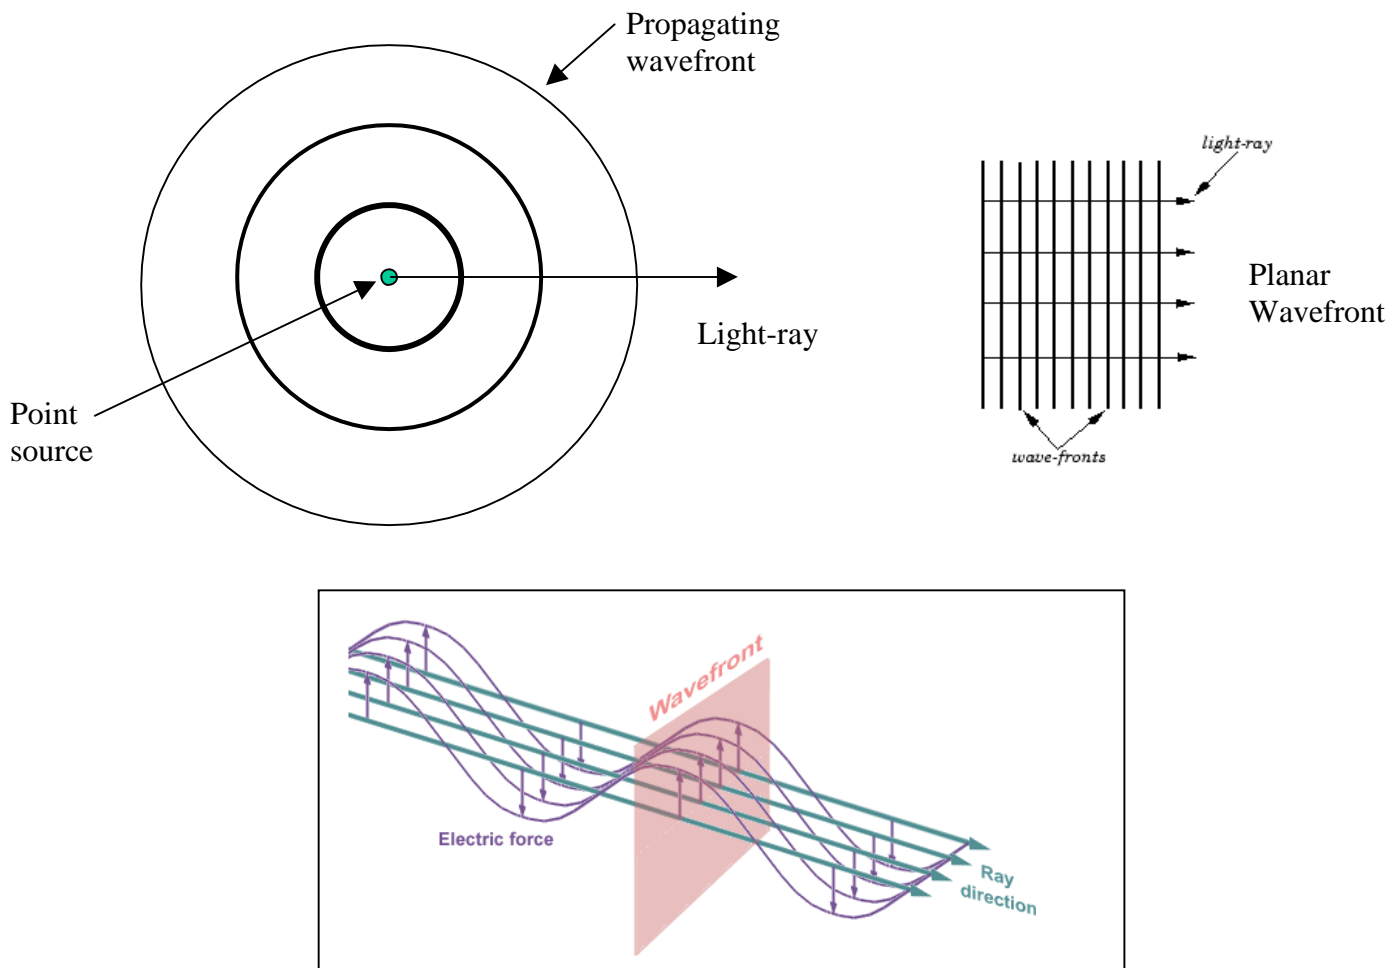 Propagating
wavefront
light-ray
Planar
Wavefront
Light-ray
Point
source
wave-fronts
Wavefront
Electric force
Ray
direction